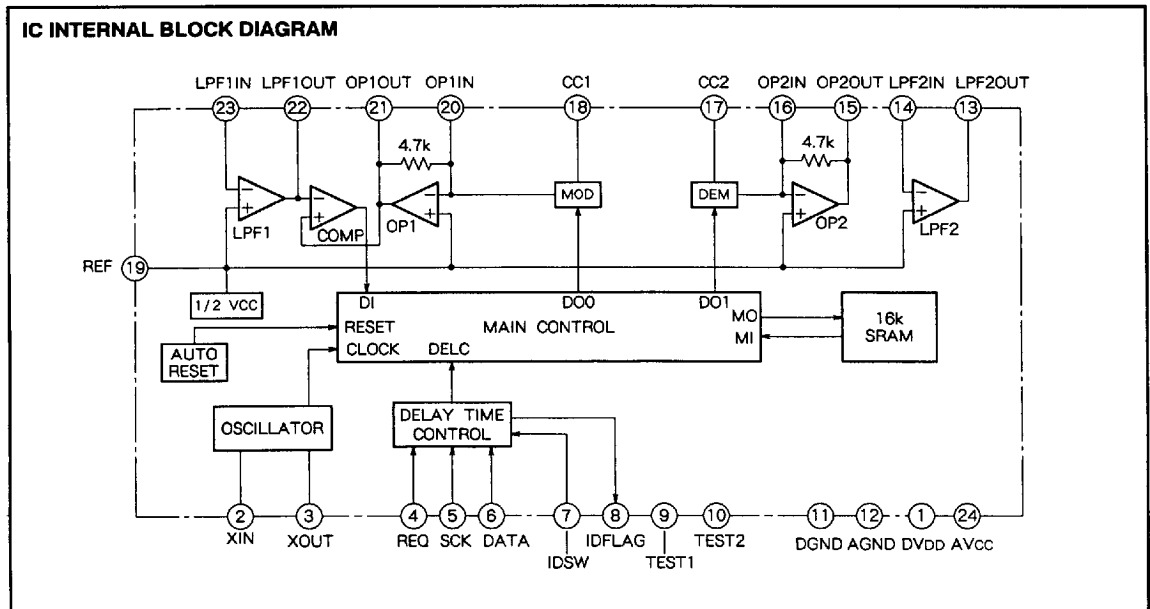 IC INTERNAL BLOCK DIAGRAM
LPF1IN LPF1OUT OP1OUT OP1IN CC1 CC2 OP2IN OP2OUT LPF2IN LPF2OUT
23 22 21 20 18 17 16 15 14 13
4.7k 4.7k
MOD DEM
− + − + − + − + − +
LPF1 COMP OP1 OP2 LPF2
REF 19
1/2 VCC
DI DO0 DO1
RESET MAIN CONTROL MO
CLOCK DELC MI
16k
SRAM
AUTO
RESET
OSCILLATOR
DELAY TIME
CONTROL
2 3 4 5 6 7 8 9 10 11 12 1 24
XIN XOUT REQ SCK DATA IDFLAG TEST2 DGND AGND DVDD AVCC
IDSW TEST1